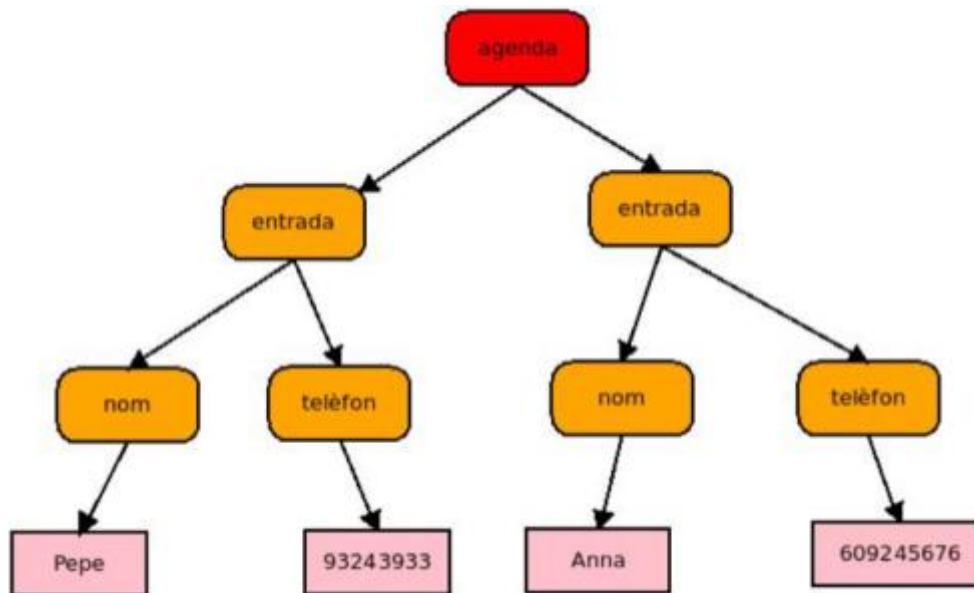 agenda
entrada
entrada
nom
telèfon
nom
telèfon
Pepe
93243933
Anna
609245676